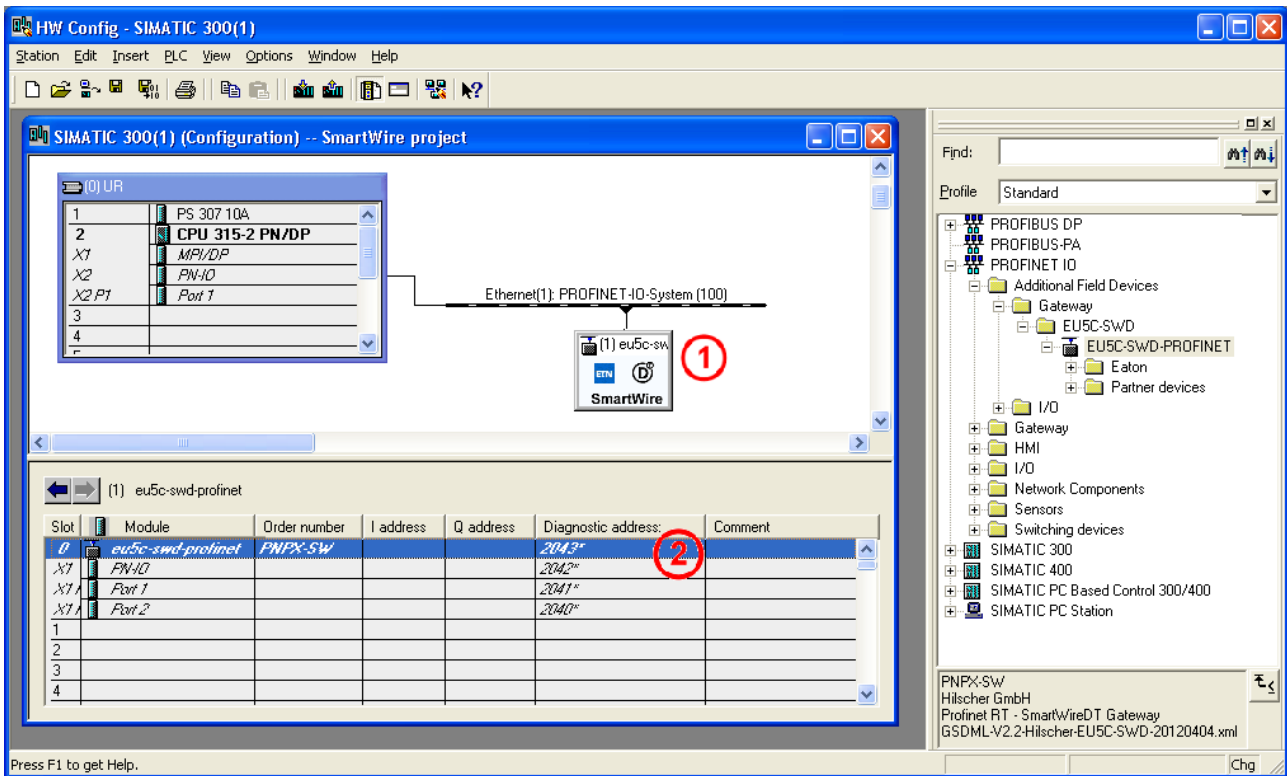 HW Config - SIMATIC 300(1)
Station Edit Insert PLC View Options Window Help
SIMATIC 300(1) (Configuration) -- SmartWire project
(0) UR
1 PS 307 10A
2 CPU 315-2 PN/DP
X1 MPI/DP
X2 PN-IO
X2 P1 Port 1
3
4
Ethernet(1): PROFINET-IO-System (100)
(1) eu5c-sw
1
ETN D
SmartWire
(1) eu5c-swd-profinet
Slot Module Order number I address Q address Diagnostic address: Comment
0 eu5c-swd-profinet PNPX-SW 2043*
2
X1 PN-IO 2042*
X1 Port 1 2041*
X1 Port 2 2040*
1
2
3
4
Find:
Profile Standard
PROFIBUS DP
PROFIBUS-PA
PROFINET IO
Additional Field Devices
Gateway
EU5C-SWD
EU5C-SWD-PROFINET
Eaton
Partner devices
I/O
Gateway
HMI
I/O
Network Components
Sensors
Switching devices
SIMATIC 300
SIMATIC 400
SIMATIC PC Based Control 300/400
SIMATIC PC Station
PNPX-SW
Hilscher GmbH
Profinet RT - SmartWireDT Gateway
GSDML-V2.2-Hilscher-EU5C-SWD-20120404.xml
Press F1 to get Help. Chg